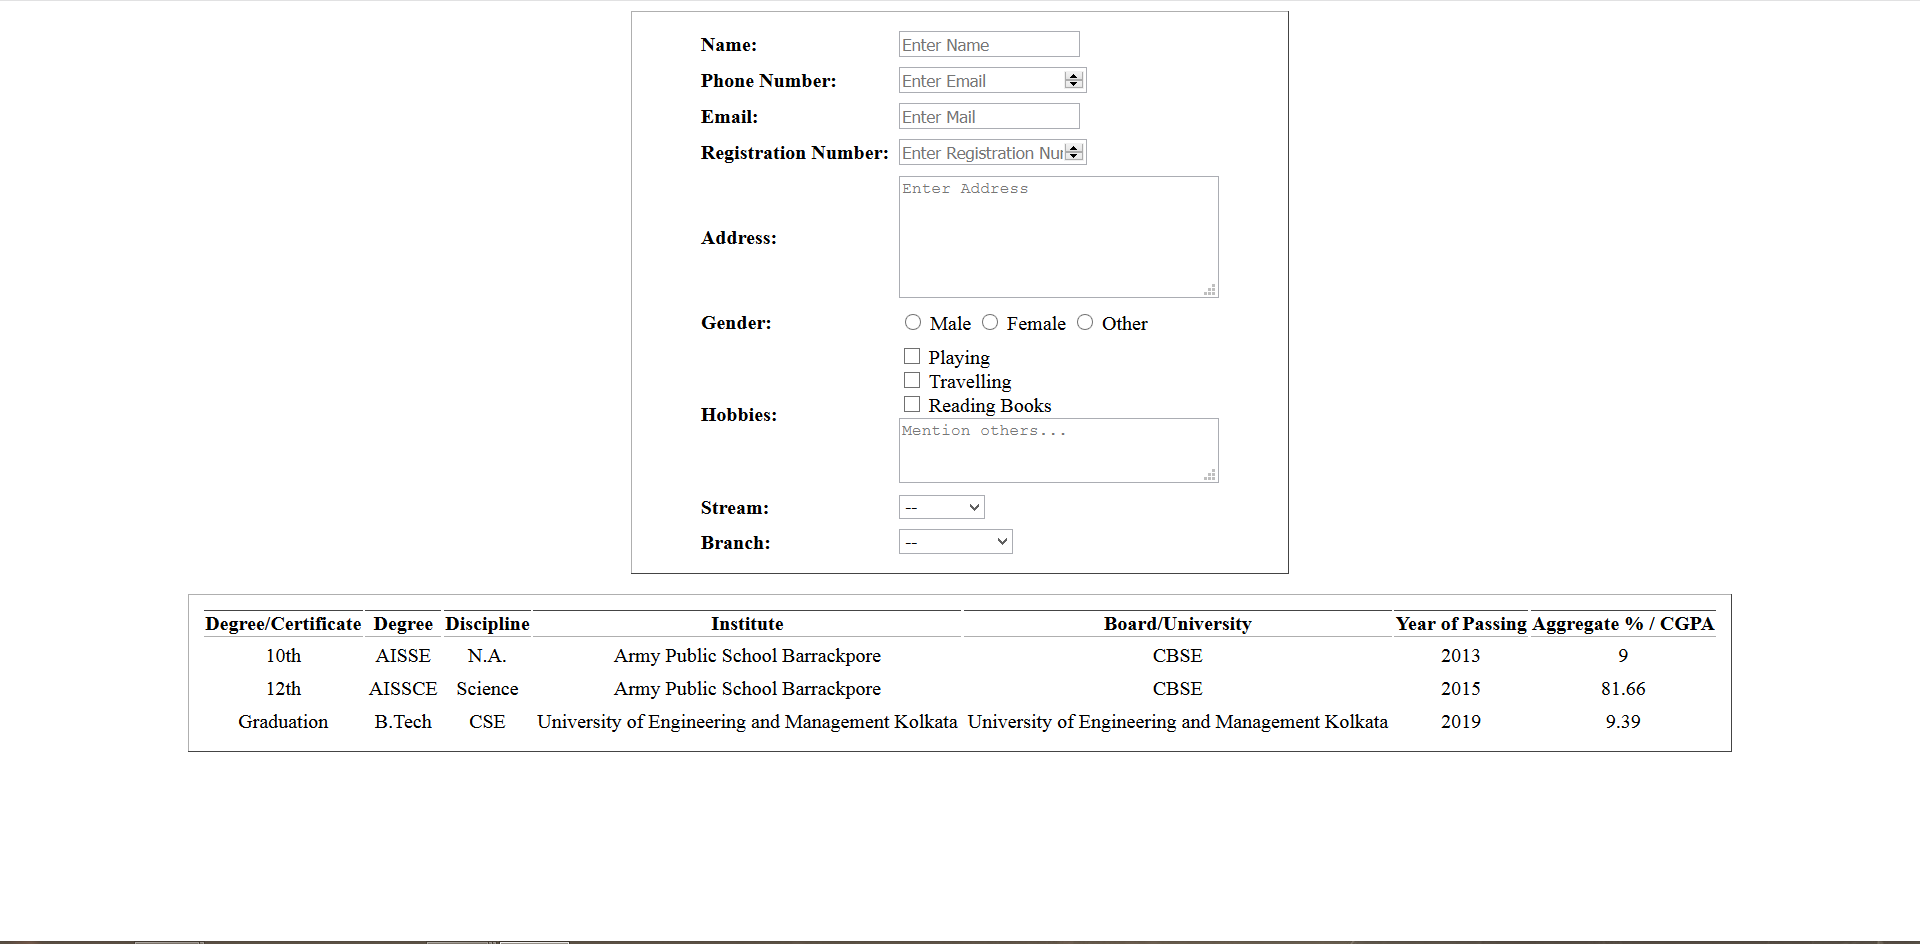 Name: Enter Name
Phone Number: Enter Email
Email: Enter Mail
Registration Number: Enter Registration Nu
Enter Address
Address:
Gender: Male Female Other
Playing
Travelling
Reading Books
Hobbies:
Mention others...
Stream: --
Branch: --
Degree/Certificate Degree Discipline Institute Board/University Year of Passing Aggregate % / CGPA
10th AISSE N.A. Army Public School Barrackpore CBSE 2013 9
12th AISSCE Science Army Public School Barrackpore CBSE 2015 81.66
Graduation B.Tech CSE University of Engineering and Management Kolkata University of Engineering and Management Kolkata 2019 9.39